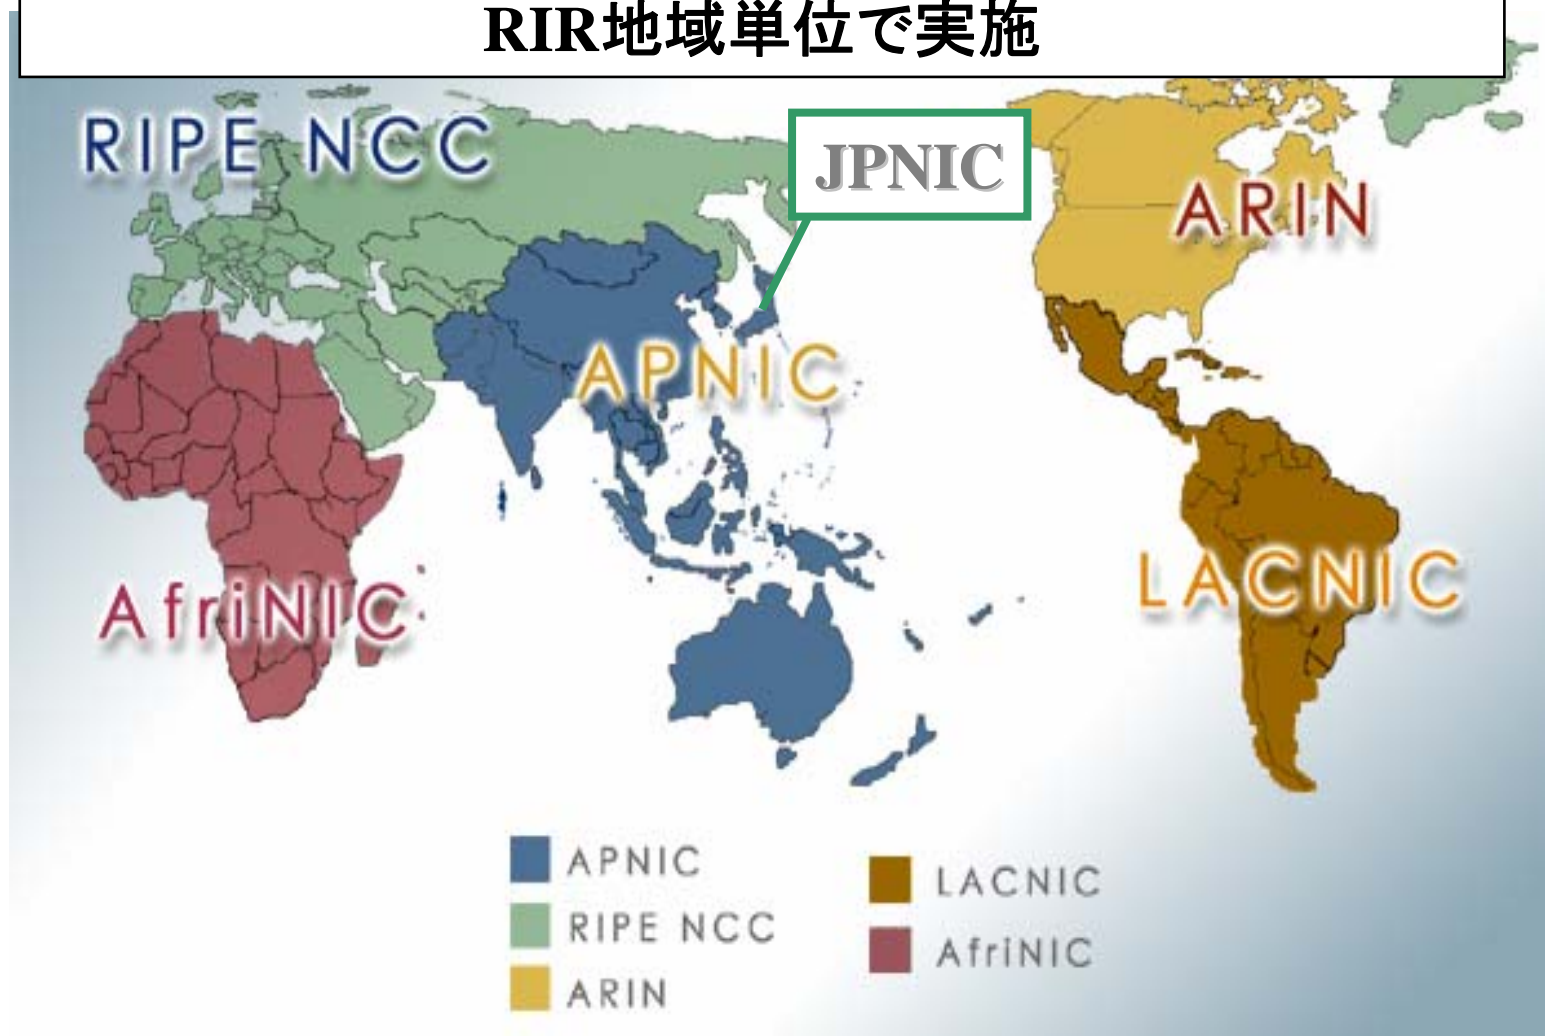 RIR地域単位で実施
RIPE NCC
JPNIC
ARIN
APNIC
AfriNIC
LACNIC
APNIC
RIPE NCC
ARIN
LACNIC
AfriNIC